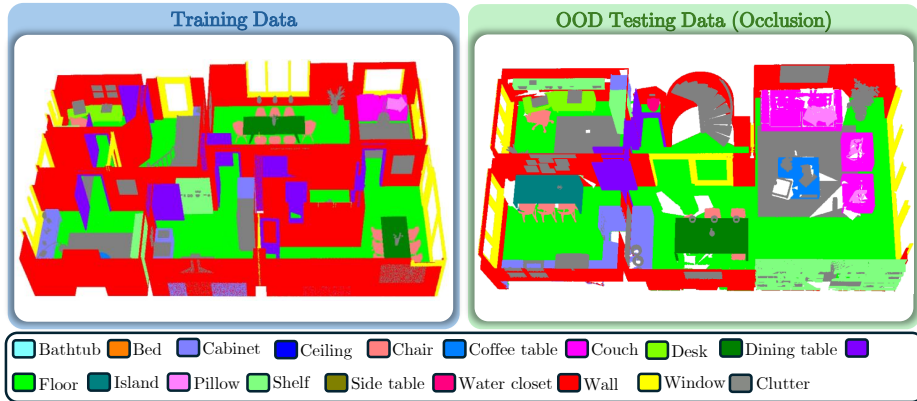 Training Data
OOD Testing Data (Occlusion)
Bathtub Bed Cabinet Ceiling Chair Coffee table Couch Desk Dining table
Floor Island Pillow Shelf Side table Water closet Wall Window Clutter